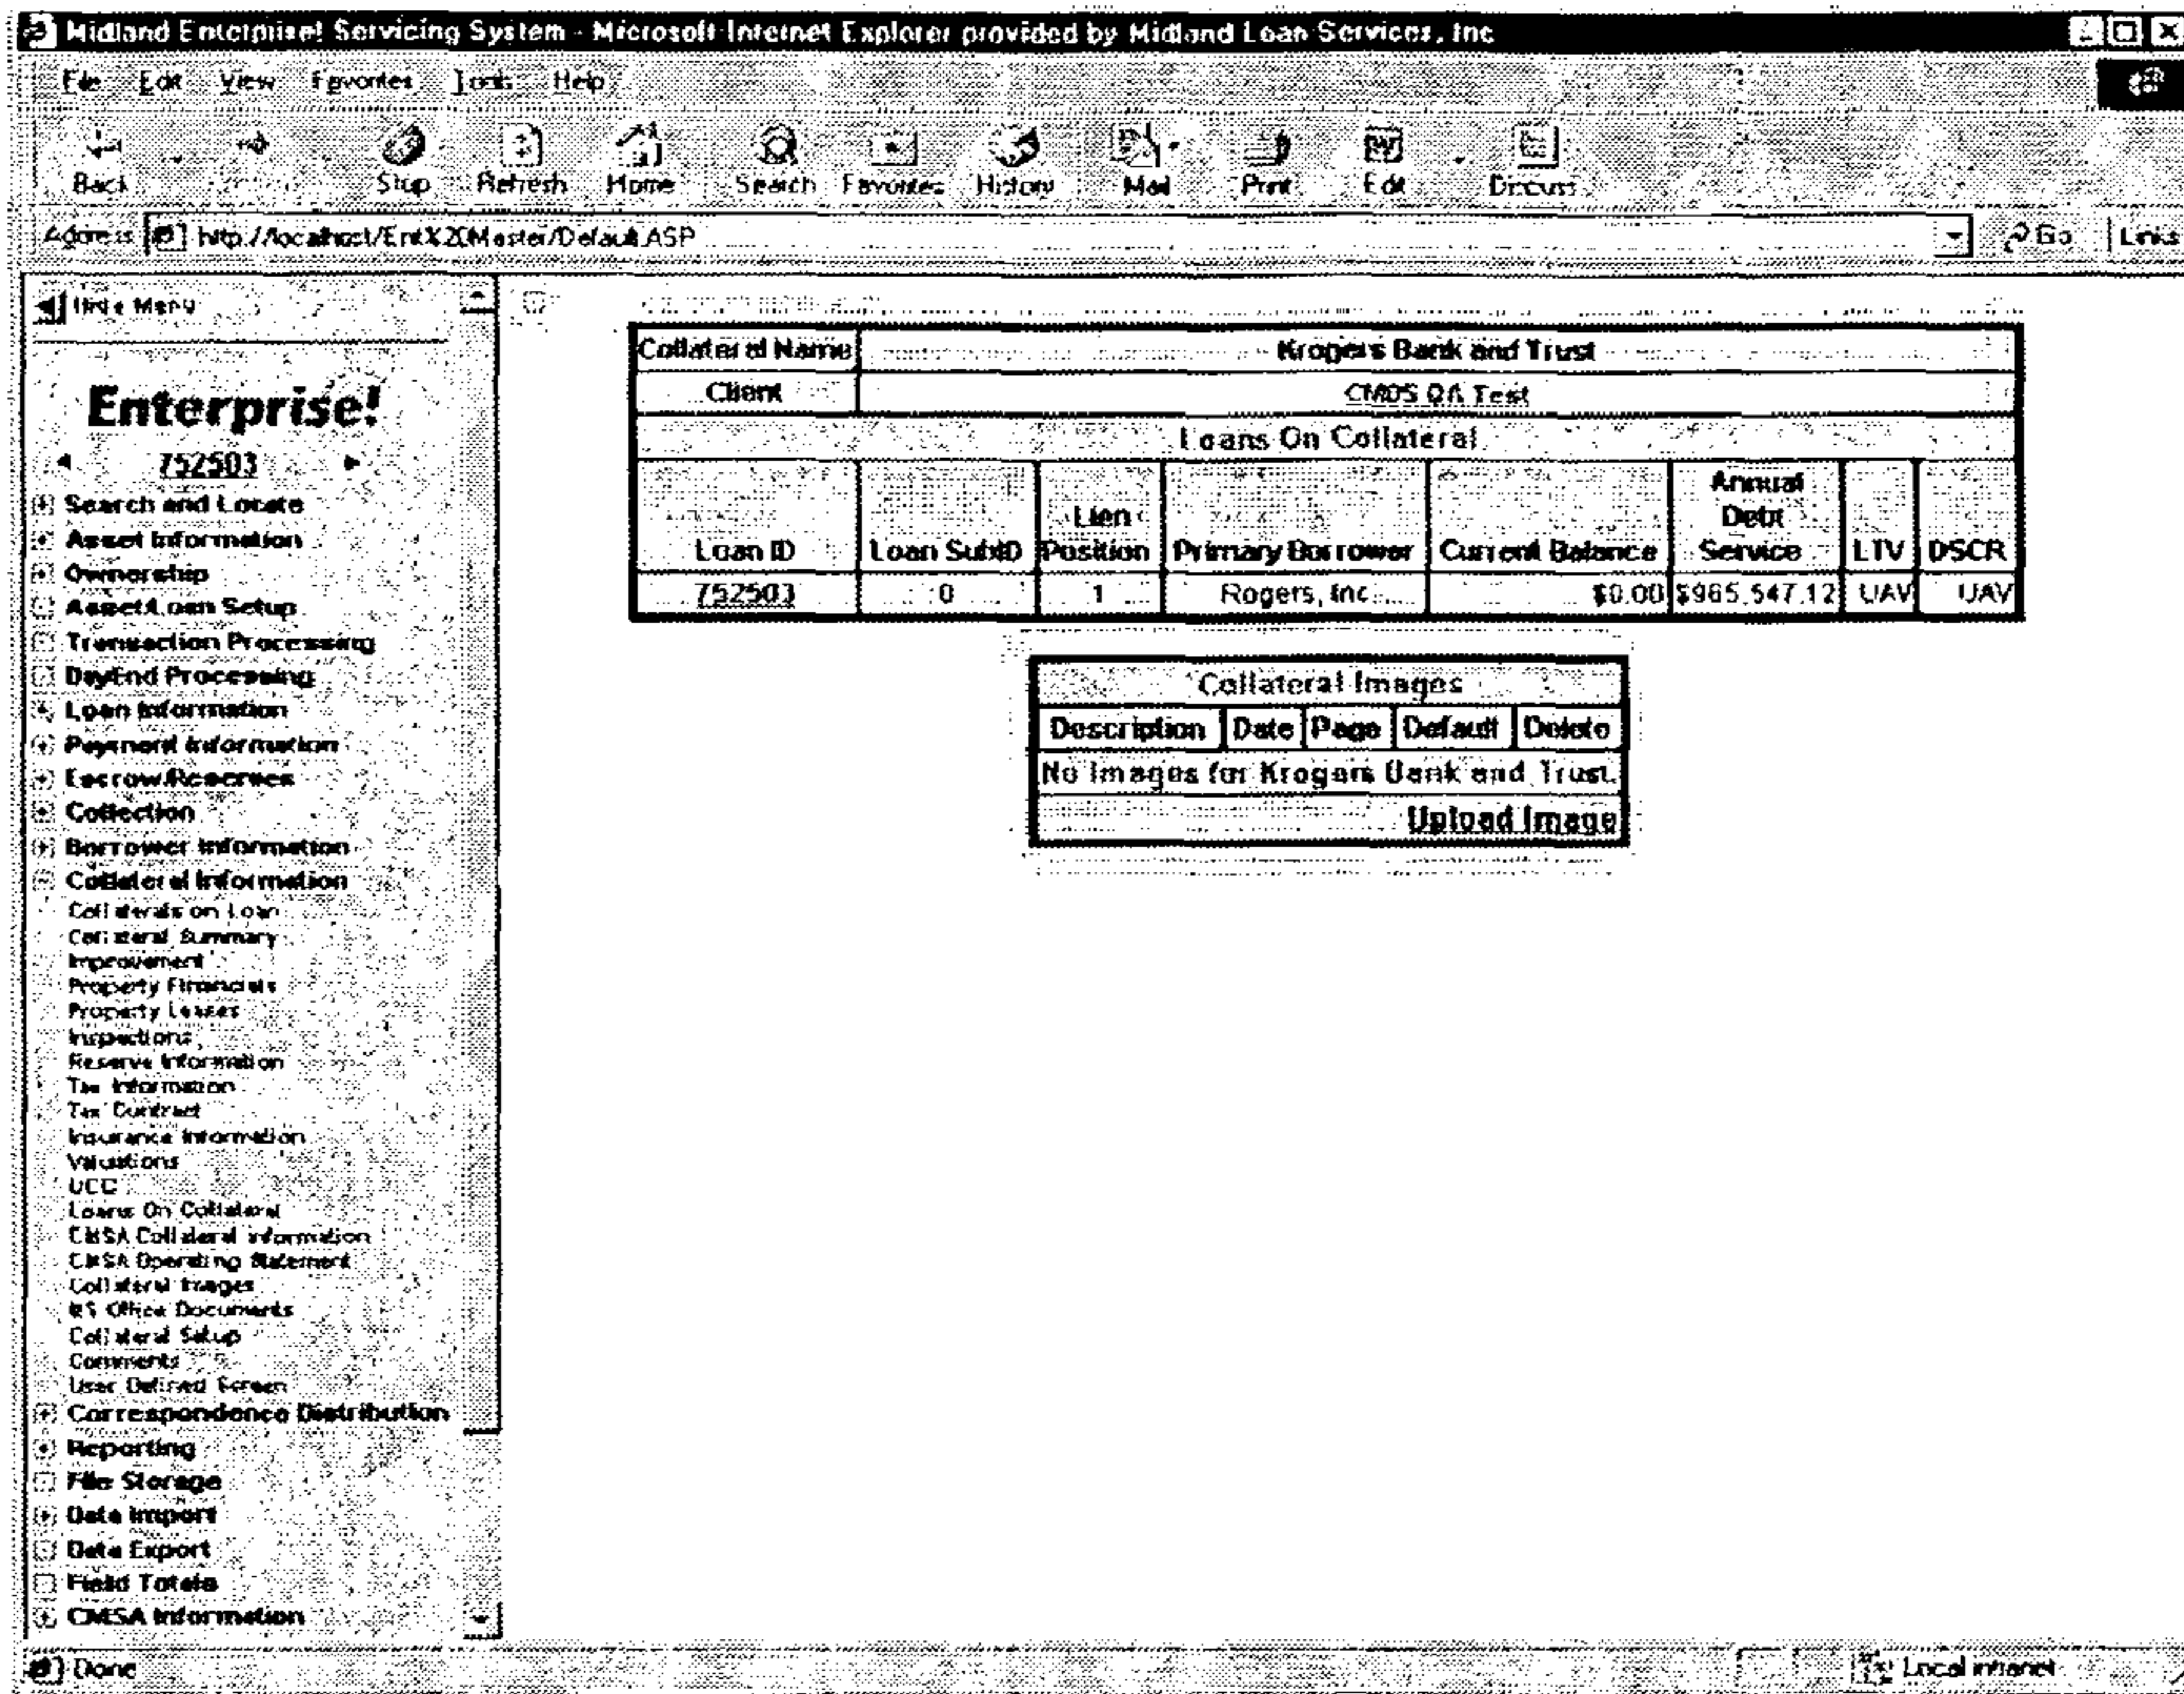 Midland Enterprise! Servicing System - Microsoft Internet Explorer provided by Midland Loan Services, Inc
File Edit View Favorites Tools Help
Back Stop Refresh Home Search Favorites History Mail Print Edit Discuss
Address http://localhost/EntX20Master/Default.ASP Go Links
Hide Menu
Enterprise!
752503
Search and Locate
Asset Information
Ownership
Asset/Loan Setup
Transaction Processing
DayEnd Processing
Loan Information
Payment Information
Escrow/Reserves
Collection
Borrower Information
Collateral Information
Collaterals on Loan
Collateral Summary
Improvement
Property Financials
Property Leases
Inspections
Reserve Information
Tax Information
Tax Contract
Insurance Information
Valuations
UCC
Loans On Collateral
CMSA Collateral Information
CMSA Operating Statement
Collateral Images
MS Office Documents
Collateral Setup
Comments
User Defined Screen
Correspondence Distribution
Reporting
File Storage
Data Import
Data Export
Field Totals
CMSA Information
Collateral Name Krogers Bank and Trust
Client CMDS QA Test
Loans On Collateral
Loan ID Loan SubID Lien Position Primary Borrower Current Balance Annual Debt Service LTV DSCR
752503 0 1 Rogers, Inc. $0.00 $985,547.12 UAV UAV
Collateral Images
Description Date Page Default Delete
No Images for Krogers Bank and Trust.
Upload Image
Done Local intranet